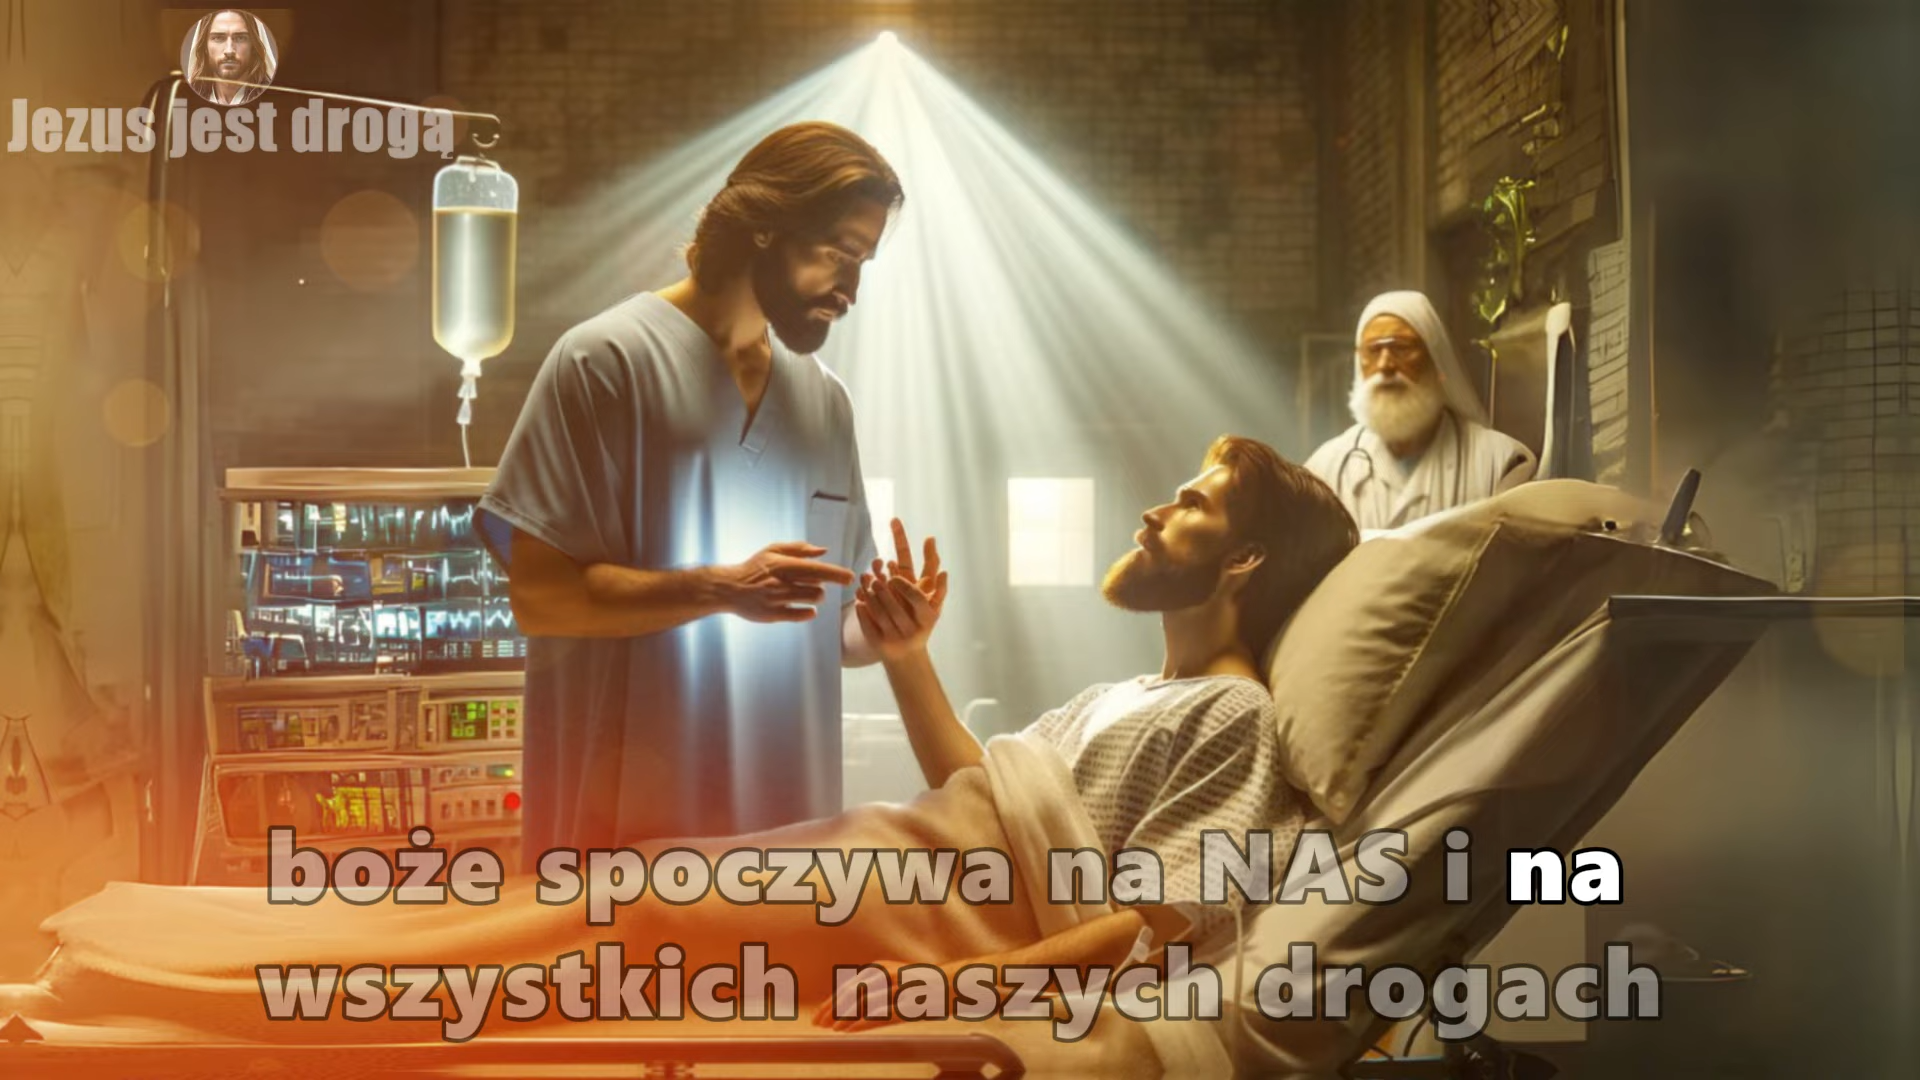 Jezus jest drogą
boże spoczywa na NAS i na
wszystkich naszych drogach